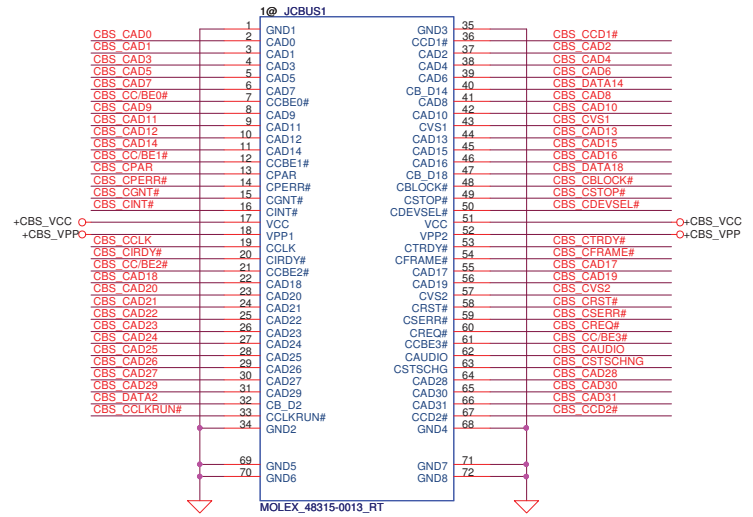 1@ JCBUS1
1 GND1 GND3 35
CBS_CAD0 2 CAD0 CCD1# 36 CBS_CCD1#
CBS_CAD1 3 CAD1 CAD2 37 CBS_CAD2
CBS_CAD3 4 CAD3 CAD4 38 CBS_CAD4
CBS_CAD5 5 CAD5 CAD6 39 CBS_CAD6
CBS_CAD7 6 CAD7 CB_D14 40 CBS_DATA14
CBS_CC/BE0# 7 CCBE0# CAD8 41 CBS_CAD8
CBS_CAD9 8 CAD9 CAD10 42 CBS_CAD10
CBS_CAD11 9 CAD11 CVS1 43 CBS_CVS1
CBS_CAD12 10 CAD12 CAD13 44 CBS_CAD13
CBS_CAD14 11 CAD14 CAD15 45 CBS_CAD15
CBS_CC/BE1# 12 CCBE1# CAD16 46 CBS_CAD16
CBS_CPAR 13 CPAR CB_D18 47 CBS_DATA18
CBS_CPERR# 14 CPERR# CBLOCK# 48 CBS_CBLOCK#
CBS_CGNT# 15 CGNT# CSTOP# 49 CBS_CSTOP#
CBS_CINT# 16 CINT# CDEVSEL# 50 CBS_CDEVSEL#
+CBS_VCC 17 VCC VCC 51 +CBS_VCC
+CBS_VPP 18 VPP1 VPP2 52 +CBS_VPP
CBS_CCLK 19 CCLK CTRDY# 53 CBS_CTRDY#
CBS_CIRDY# 20 CIRDY# CFRAME# 54 CBS_CFRAME#
CBS_CC/BE2# 21 CCBE2# CAD17 55 CBS_CAD17
CBS_CAD18 22 CAD18 CAD19 56 CBS_CAD19
CBS_CAD20 23 CAD20 CVS2 57 CBS_CVS2
CBS_CAD21 24 CAD21 CRST# 58 CBS_CRST#
CBS_CAD22 25 CAD22 CSERR# 59 CBS_CSERR#
CBS_CAD23 26 CAD23 CREQ# 60 CBS_CREQ#
CBS_CAD24 27 CAD24 CCBE3# 61 CBS_CC/BE3#
CBS_CAD25 28 CAD25 CAUDIO 62 CBS_CAUDIO
CBS_CAD26 29 CAD26 CSTSCHG 63 CBS_CSTSCHNG
CBS_CAD27 30 CAD27 CAD28 64 CBS_CAD28
CBS_CAD29 31 CAD29 CAD30 65 CBS_CAD30
CBS_DATA2 32 CB_D2 CAD31 66 CBS_CAD31
CBS_CCLKRUN# 33 CCLKRUN# CCD2# 67 CBS_CCD2#
34 GND2 GND4 68
69 GND5 GND7 71
70 GND6 GND8 72
MOLEX_48315-0013_RT